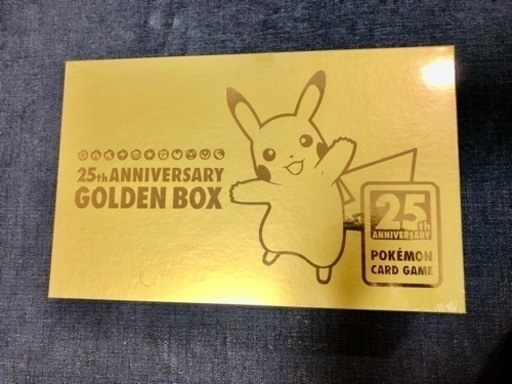 25th ANNIVERSARY
GOLDEN BOX
25th
ANNIVERSARY
POKÉMON
CARD GAME